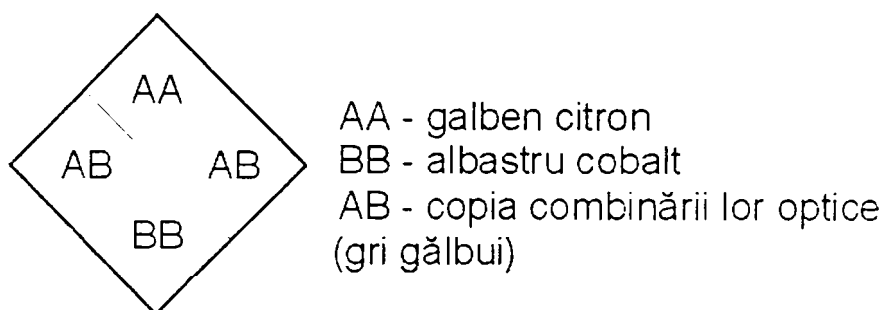 AA
AB AB
BB
AA - galben citron
BB - albastru cobalt
AB - copia combinării lor optice
(gri gălbui)